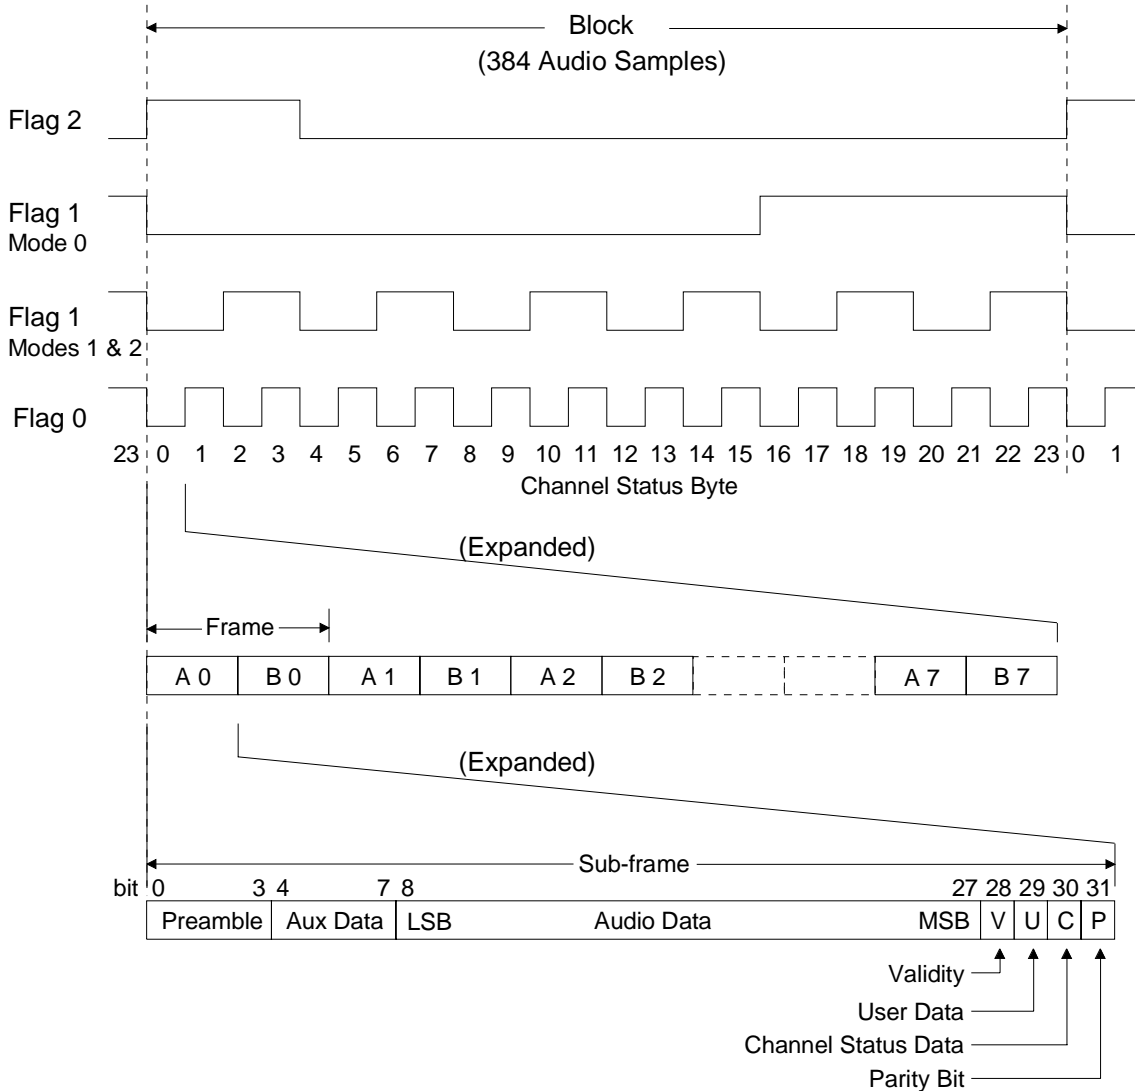 Block
(384 Audio Samples)
Flag 2
Flag 1
Mode 0
Flag 1
Modes 1 & 2
Flag 0
23 0 1 2 3 4 5 6 7 8 9 10 11 12 13 14 15 16 17 18 19 20 21 22 23 0 1
Channel Status Byte
(Expanded)
Frame
A 0 B 0 A 1 B 1 A 2 B 2 A 7 B 7
(Expanded)
Sub-frame
bit 0 3 4 7 8 27 28 29 30 31
Preamble Aux Data LSB Audio Data MSB V U C P
Validity
User Data
Channel Status Data
Parity Bit